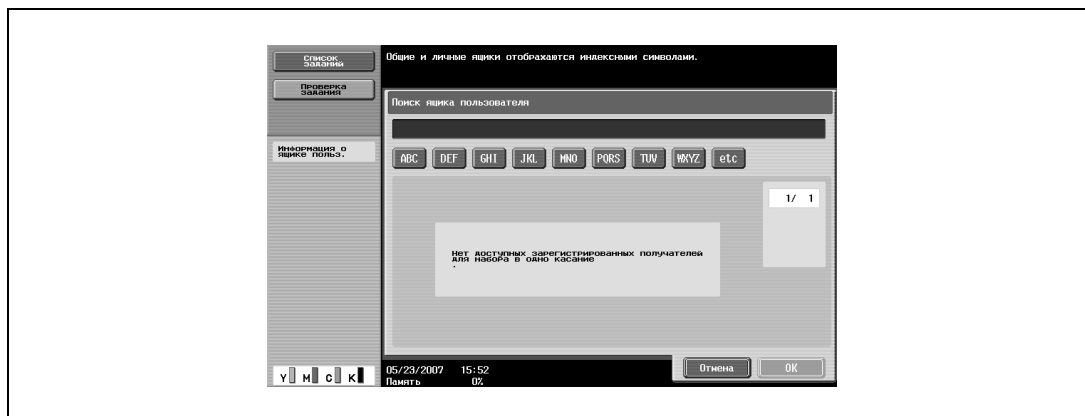 Список
заданий
Проверка
задания
Информация о
ящике польз.
Y M C K
Общие и личные ящики отображаются индексными символами.
Поиск ящика пользователя
ABC DEF GHI JKL MNO PQRS TUV WXYZ etc
1/ 1
Нет доступных зарегистрированных получателей
для набора в одно касание
.
05/23/2007 15:52
Память 0%
Отмена OK